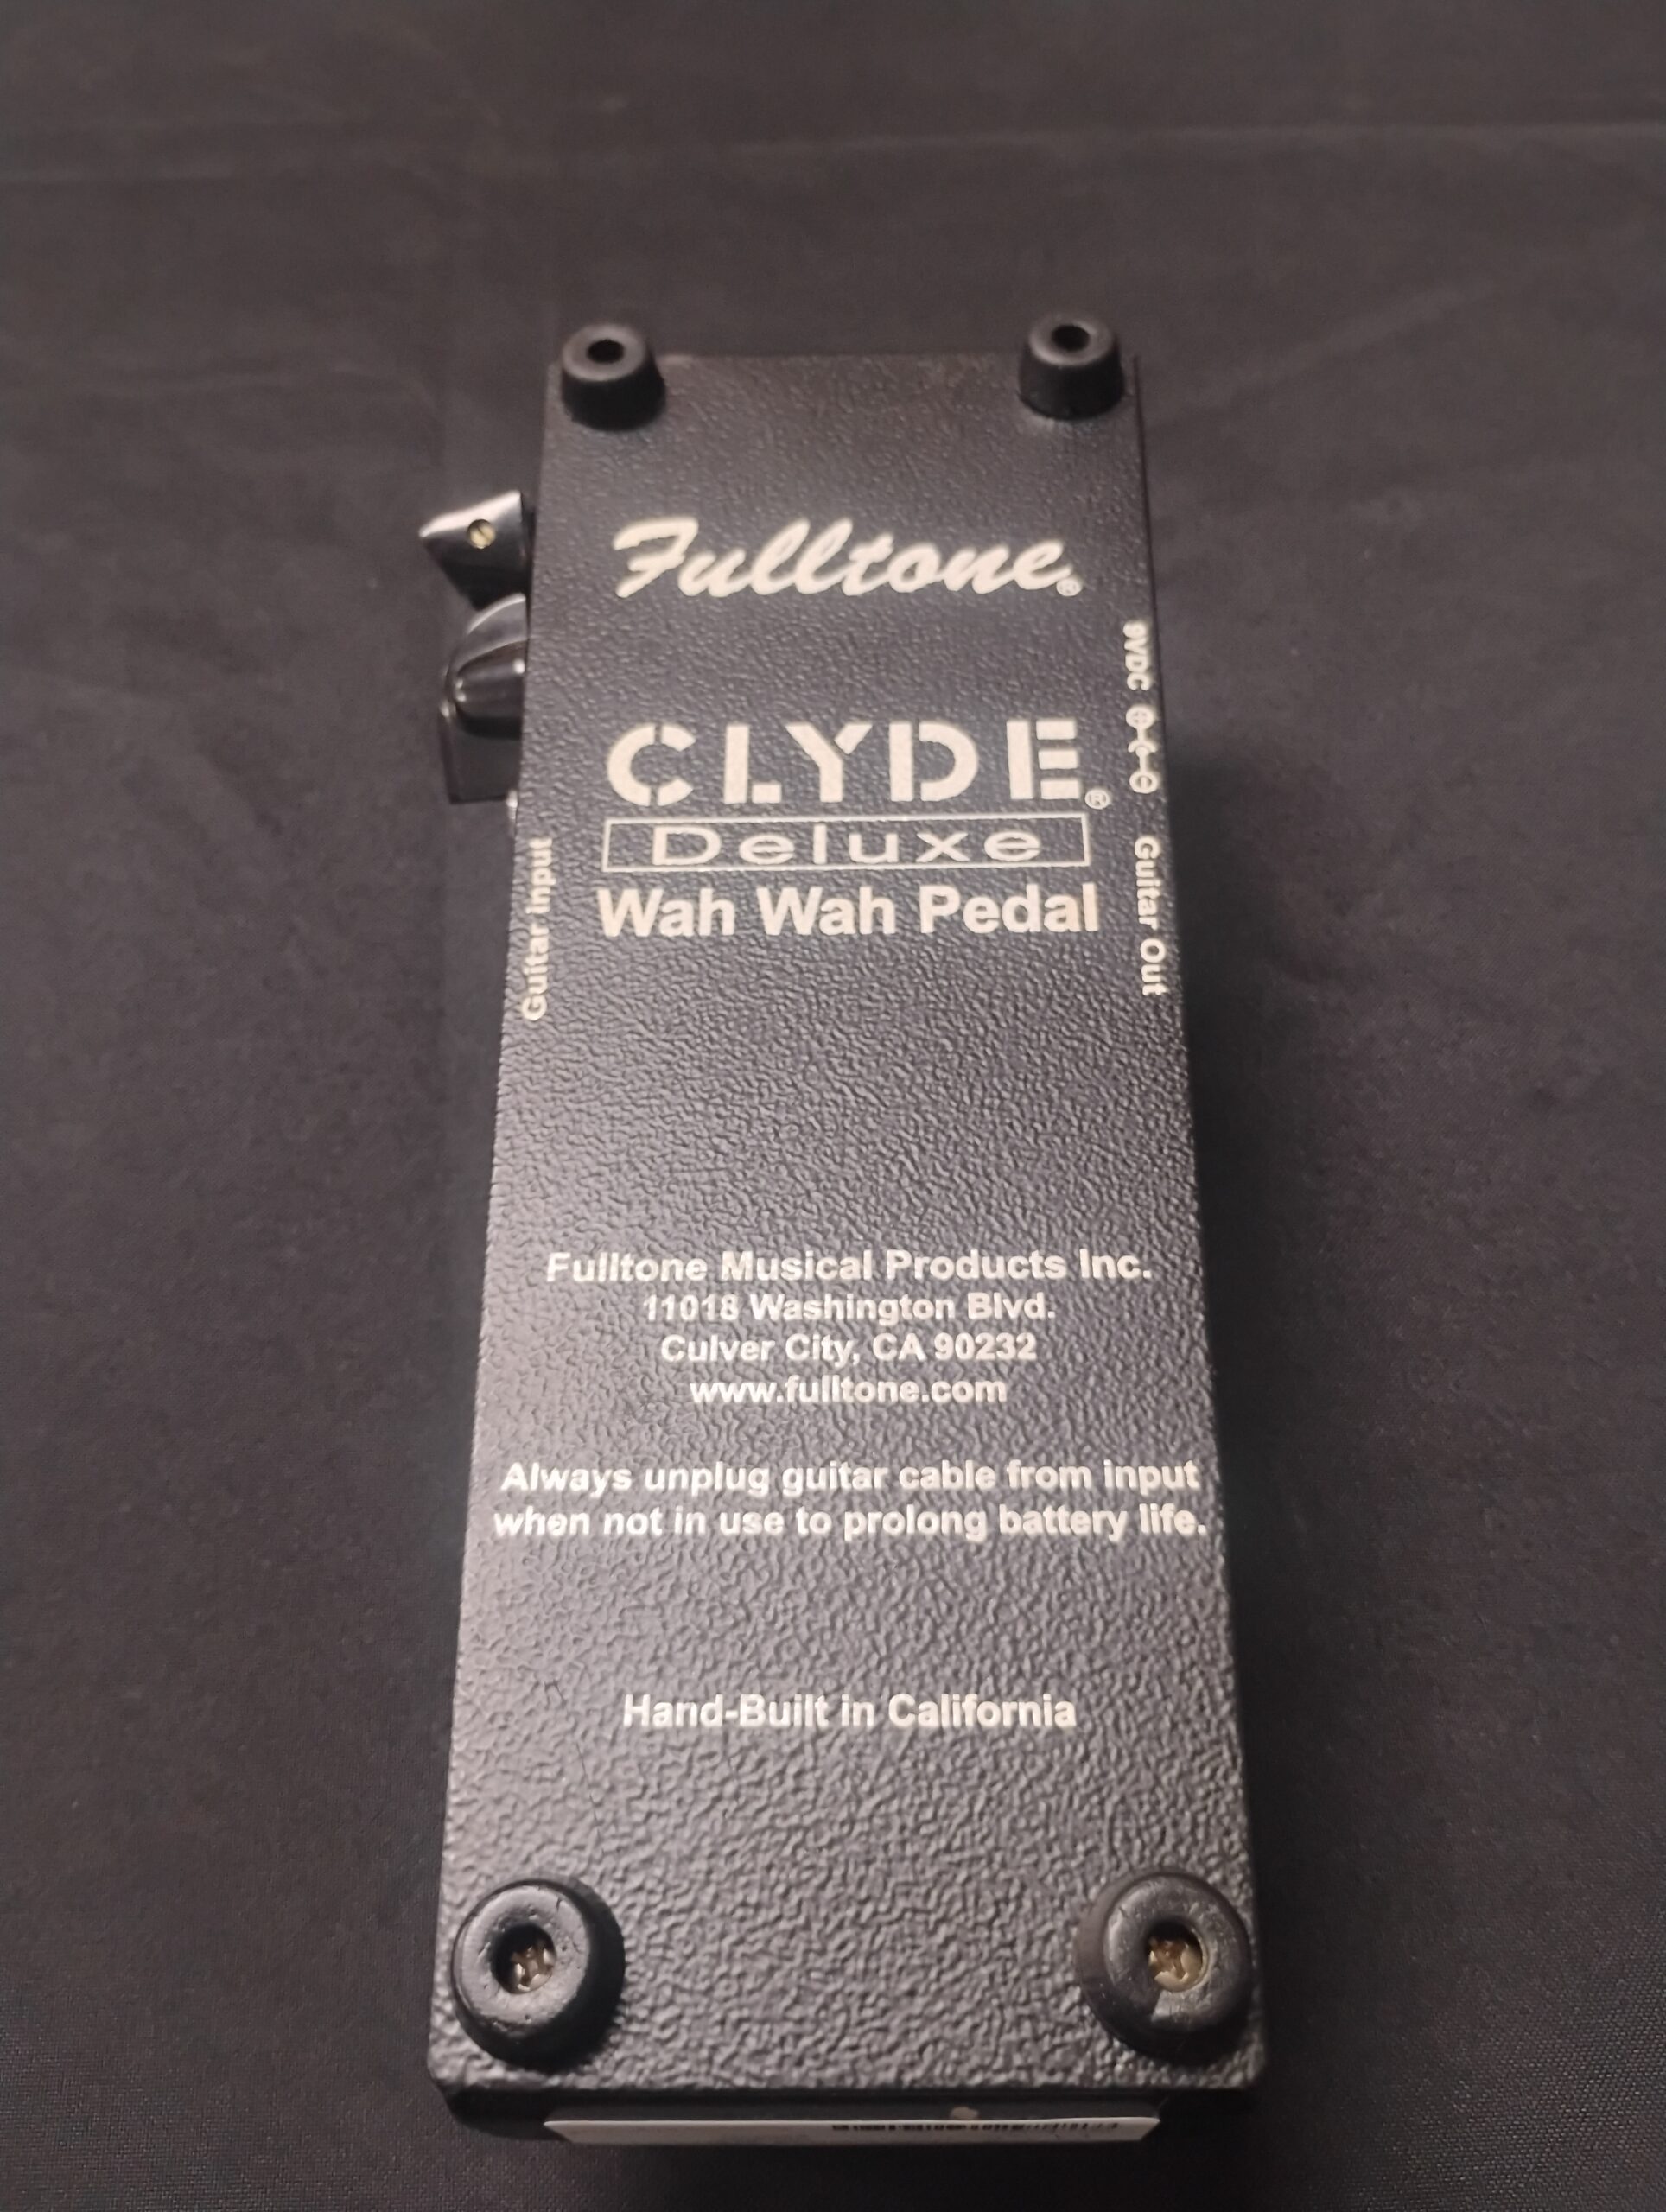 Fulltone®
CLYDE®
Deluxe
Wah Wah Pedal
Guitar input
9VDC ⊕-<-⊖ Guitar Out
Fulltone Musical Products Inc.
11018 Washington Blvd.
Culver City, CA 90232
www.fulltone.com
Always unplug guitar cable from input
when not in use to prolong battery life.
Hand-Built in California